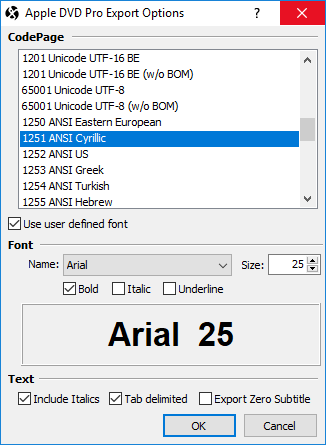 Apple DVD Pro Export Options
CodePage
1201 Unicode UTF-16 BE
1201 Unicode UTF-16 BE (w/o BOM)
65001 Unicode UTF-8
65001 Unicode UTF-8 (w/o BOM)
1250 ANSI Eastern European
1251 ANSI Cyrillic
1252 ANSI US
1253 ANSI Greek
1254 ANSI Turkish
1255 ANSI Hebrew
Use user defined font
Font
Name: Arial Size: 25
Bold Italic Underline
Arial 25
Text
Include Italics Tab delimited Export Zero Subtitle
OK Cancel